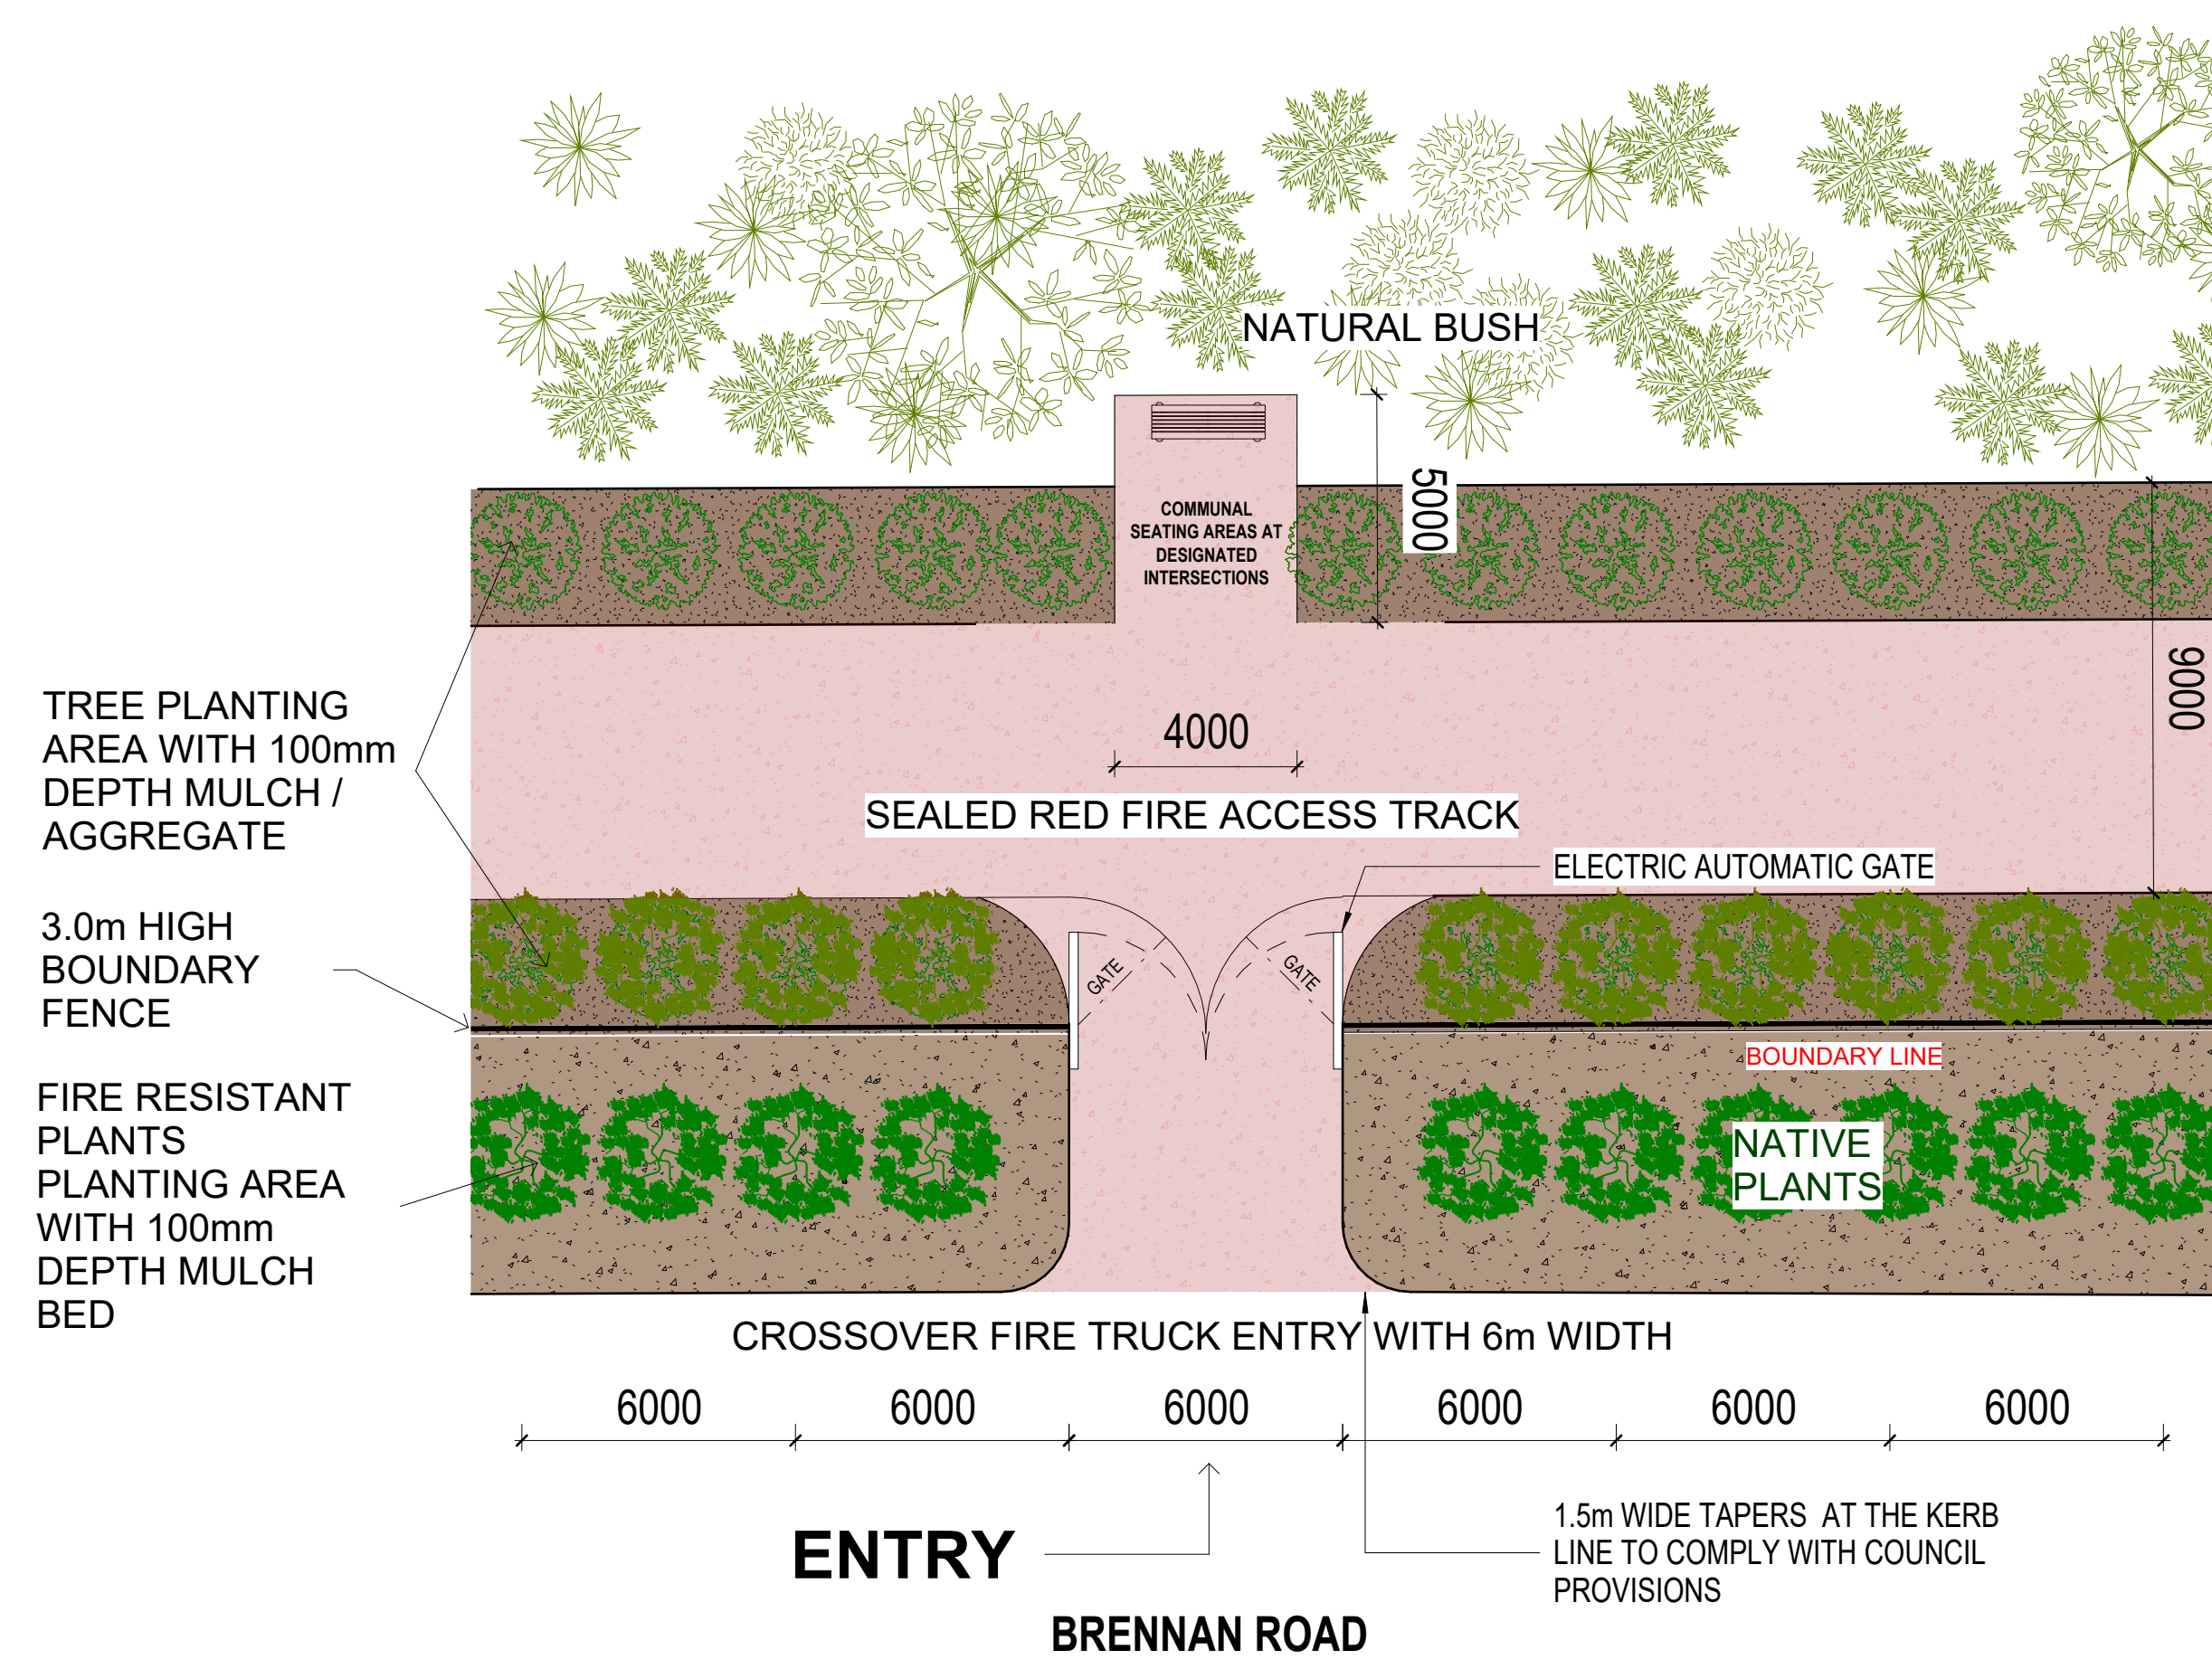 NATURAL BUSH
5000
COMMUNAL
SEATING AREAS AT
DESIGNATED
INTERSECTIONS
9000
4000
SEALED RED FIRE ACCESS TRACK
TREE PLANTING
AREA WITH 100mm
DEPTH MULCH /
AGGREGATE
ELECTRIC AUTOMATIC GATE
3.0m HIGH
BOUNDARY
FENCE
GATE
GATE
BOUNDARY LINE
FIRE RESISTANT
PLANTS
PLANTING AREA
WITH 100mm
DEPTH MULCH
BED
NATIVE
PLANTS
CROSSOVER FIRE TRUCK ENTRY WITH 6m WIDTH
6000 6000 6000 6000 6000 6000
ENTRY
1.5m WIDE TAPERS AT THE KERB
LINE TO COMPLY WITH COUNCIL
PROVISIONS
BRENNAN ROAD